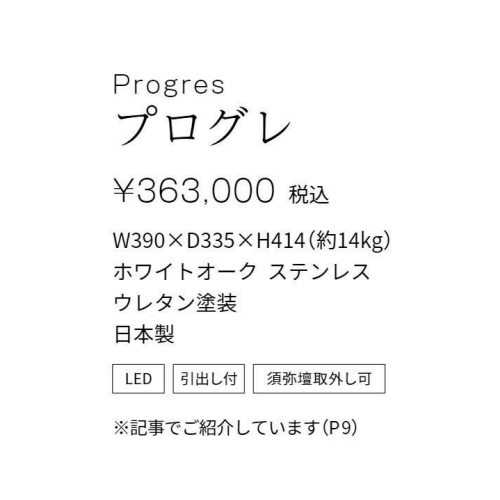 Progres
プログレ
¥363,000 税込
W390×D335×H414（約14kg）
ホワイトオーク ステンレス
ウレタン塗装
日本製
LED 引出し付 須弥壇取外し可
※記事でご紹介しています（P9）